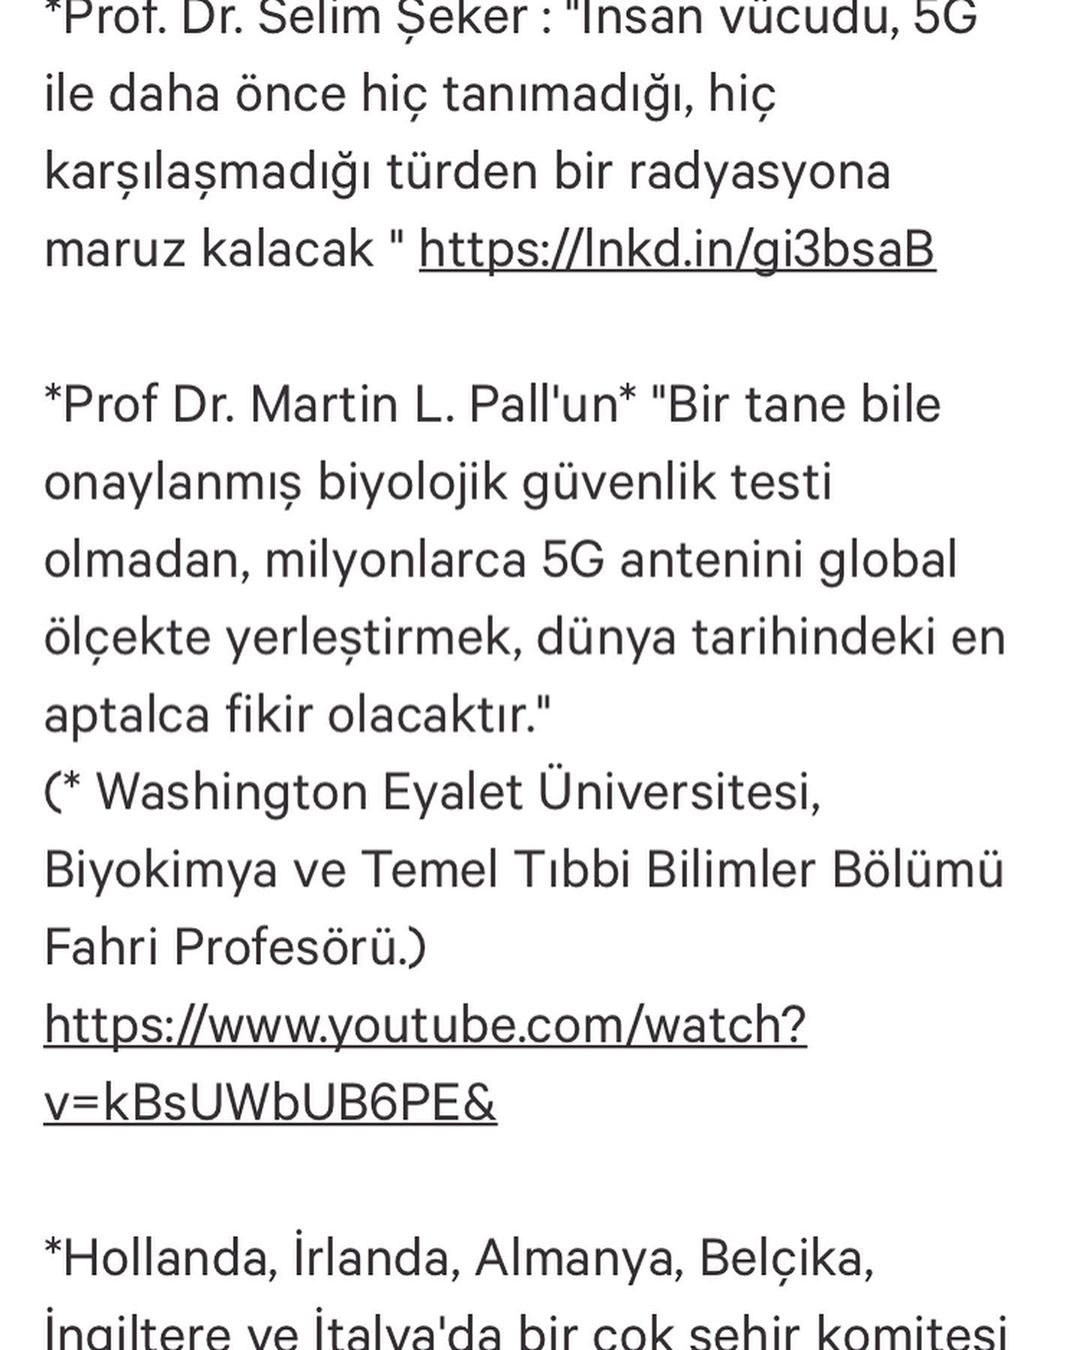 *Prof. Dr. Selim Şeker : "İnsan vücudu, 5G
ile daha önce hiç tanımadığı, hiç
karşılaşmadığı türden bir radyasyona
maruz kalacak " https://lnkd.in/gi3bsaB
*Prof Dr. Martin L. Pall'un* "Bir tane bile
onaylanmış biyolojik güvenlik testi
olmadan, milyonlarca 5G antenini global
ölçekte yerleştirmek, dünya tarihindeki en
aptalca fikir olacaktır."
(* Washington Eyalet Üniversitesi,
Biyokimya ve Temel Tıbbi Bilimler Bölümü
Fahri Profesörü.)
https://www.youtube.com/watch?
v=kBsUWbUB6PE&
*Hollanda, İrlanda, Almanya, Belçika,
İngiltere ve İtalya'da bir çok şehir komitesi